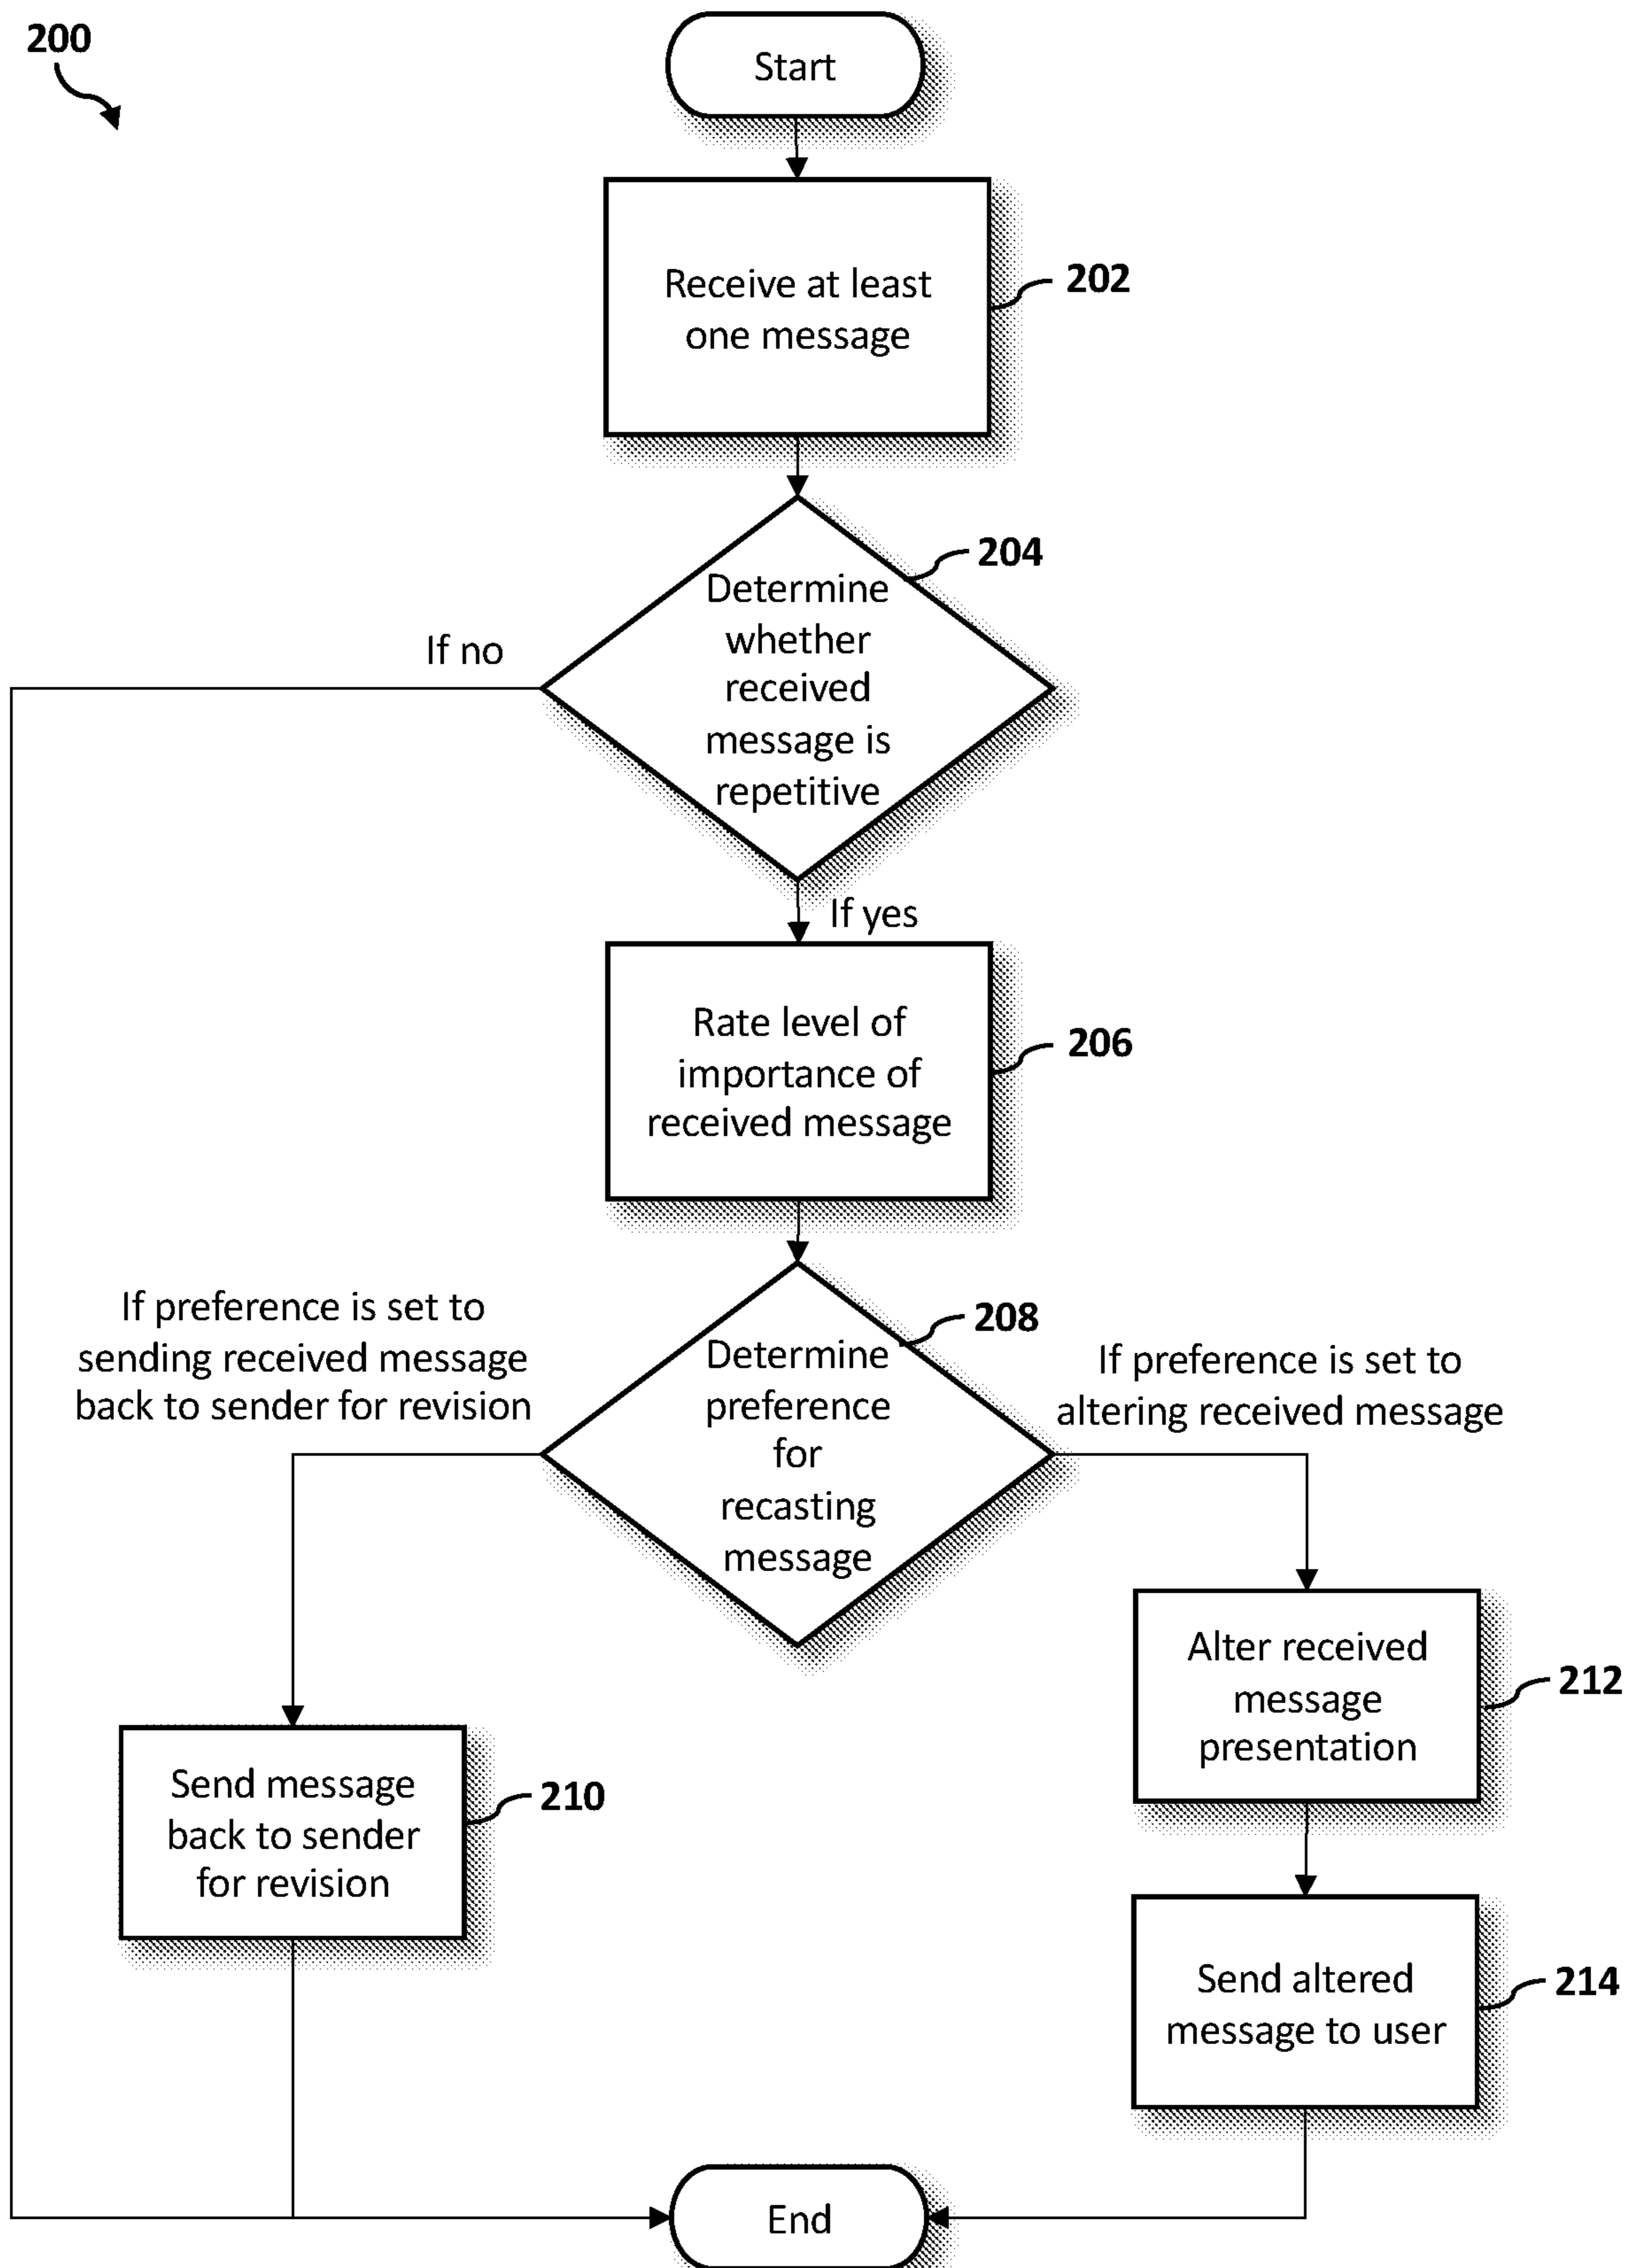 200
Start
Receive at least
one message
202
204
Determine
whether
received
message is
repetitive
If no
If yes
Rate level of
importance of
received message
206
If preference is set to
sending received message
back to sender for revision
208
Determine
preference
for
recasting
message
If preference is set to
altering received message
Alter received
message
presentation
212
Send message
back to sender
for revision
210
Send altered
message to user
214
End